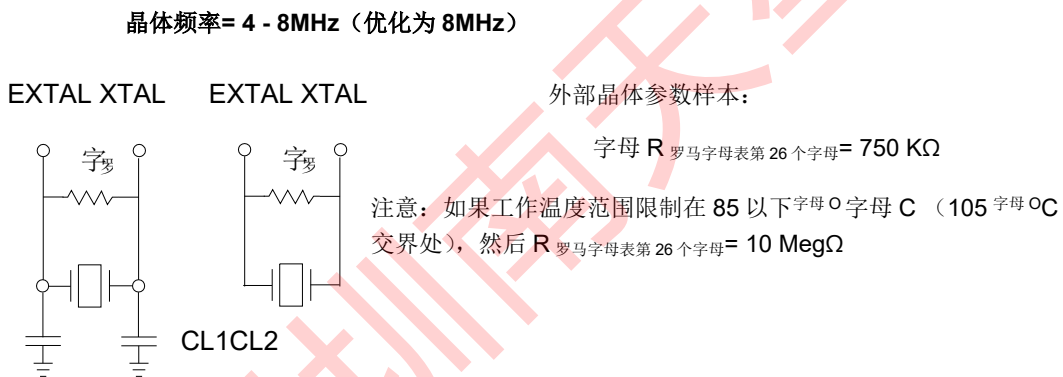 晶体频率= 4 - 8MHz（优化为 8MHz）
EXTAL XTAL EXTAL XTAL
外部晶体参数样本：
字母 R 罗马字母表第 26 个字母= 750 KΩ
字罗 字罗
注意：如果工作温度范围限制在 85 以下字母 O 字母 C （105 字母 OC
交界处），然后 R 罗马字母表第 26 个字母= 10 MegΩ
CL1CL2
圳南天